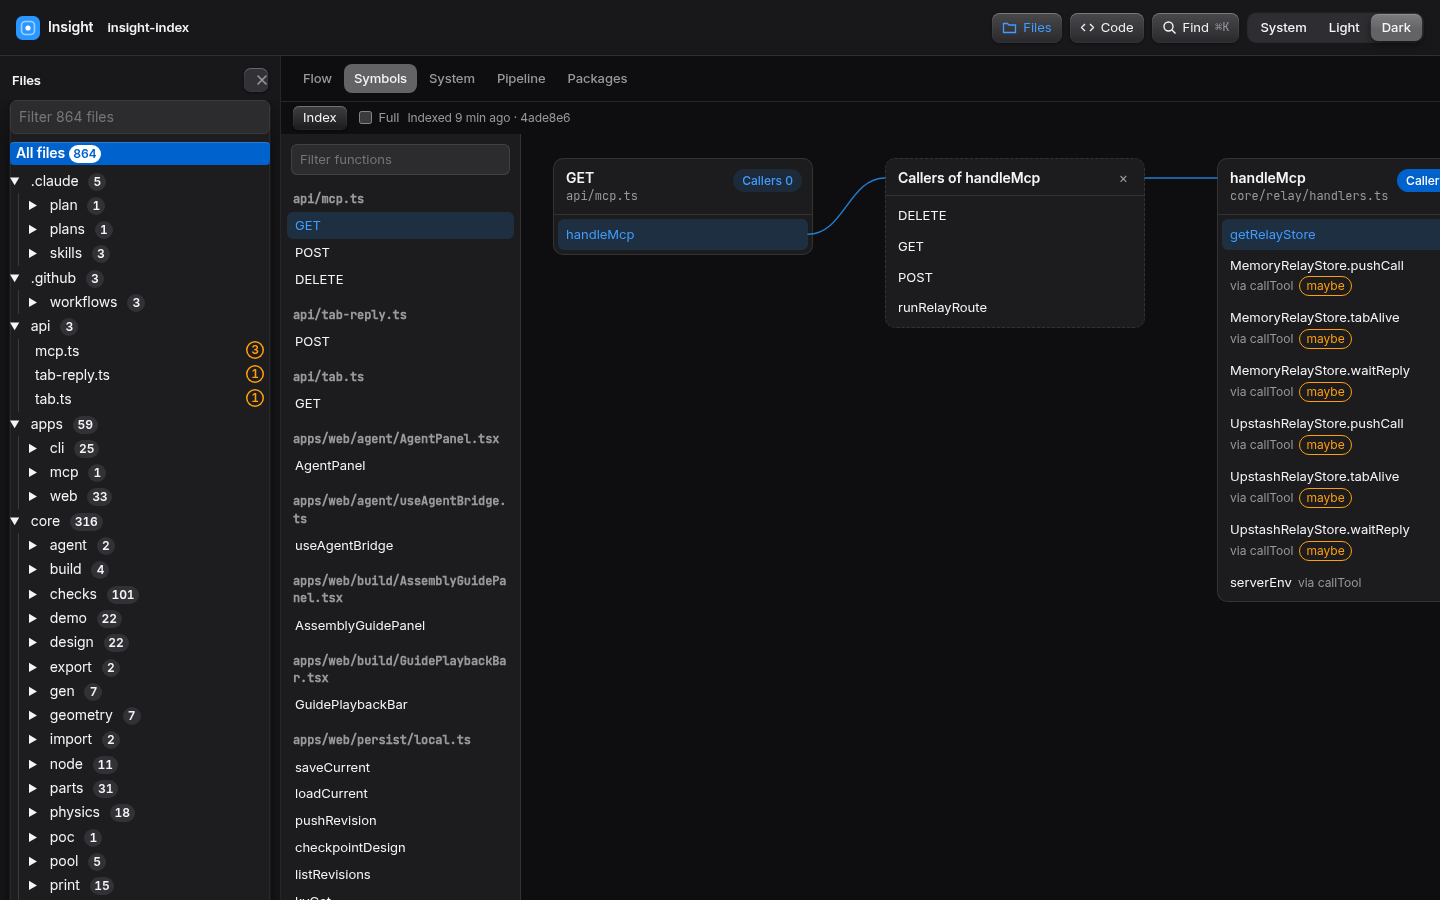 Insight insight-index
Files Code Find ⌘K System Light Dark
Files
Filter 864 files
All files 864
.claude 5
plan 1
plans 1
skills 3
.github 3
workflows 3
api 3
mcp.ts 3
tab-reply.ts 1
tab.ts 1
apps 59
cli 25
mcp 1
web 33
core 316
agent 2
build 4
checks 101
demo 22
design 22
export 2
gen 7
geometry 7
import 2
node 11
parts 31
physics 18
poc 1
pool 5
print 15
Flow Symbols System Pipeline Packages
Index Full Indexed 9 min ago · 4ade8e6
Filter functions
api/mcp.ts
GET
POST
DELETE
api/tab-reply.ts
POST
api/tab.ts
GET
apps/web/agent/AgentPanel.tsx
AgentPanel
apps/web/agent/useAgentBridge.
ts
useAgentBridge
apps/web/build/AssemblyGuidePa
nel.tsx
AssemblyGuidePanel
apps/web/build/GuidePlaybackBa
r.tsx
GuidePlaybackBar
apps/web/persist/local.ts
saveCurrent
loadCurrent
pushRevision
checkpointDesign
listRevisions
GET
api/mcp.ts
Callers 0
handleMcp
Callers of handleMcp ×
DELETE
GET
POST
runRelayRoute
handleMcp
core/relay/handlers.ts
Caller
getRelayStore
MemoryRelayStore.pushCall
via callTool maybe
MemoryRelayStore.tabAlive
via callTool maybe
MemoryRelayStore.waitReply
via callTool maybe
UpstashRelayStore.pushCall
via callTool maybe
UpstashRelayStore.tabAlive
via callTool maybe
UpstashRelayStore.waitReply
via callTool maybe
serverEnv via callTool